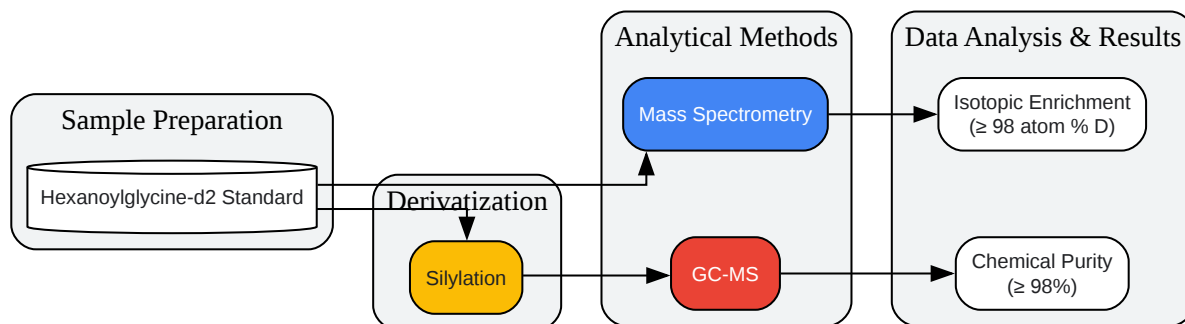 Sample Preparation
Hexanoylglycine-d2 Standard
Derivatization
Silylation
Analytical Methods
Mass Spectrometry
GC-MS
Data Analysis & Results
Isotopic Enrichment
(≥ 98 atom % D)
Chemical Purity
(≥ 98%)